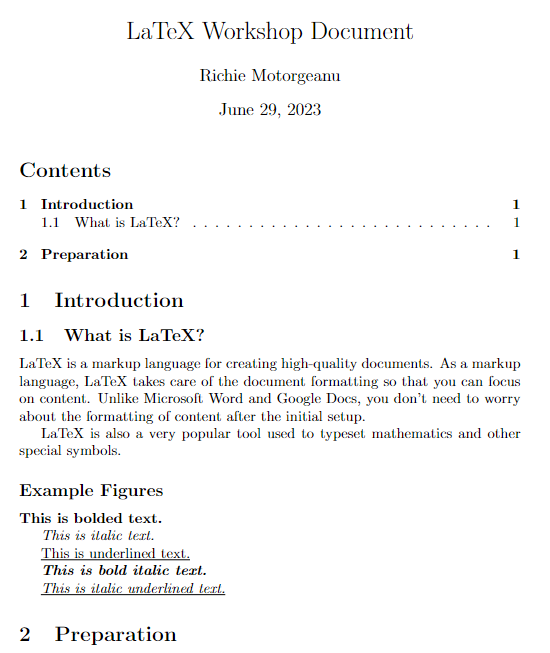 LaTeX Workshop Document
Richie Motorgeanu
June 29, 2023
Contents
1 Introduction 1
1.1 What is LaTeX? . . . . . . . . . . . . . . . . . . . . . . . . . . . 1
2 Preparation 1
1 Introduction
1.1 What is LaTeX?
LaTeX is a markup language for creating high-quality documents. As a markup
language, LaTeX takes care of the document formatting so that you can focus
on content. Unlike Microsoft Word and Google Docs, you don't need to worry
about the formatting of content after the initial setup.
LaTeX is also a very popular tool used to typeset mathematics and other
special symbols.
Example Figures
This is bolded text.
This is italic text.
This is underlined text.
This is bold italic text.
This is italic underlined text.
2 Preparation